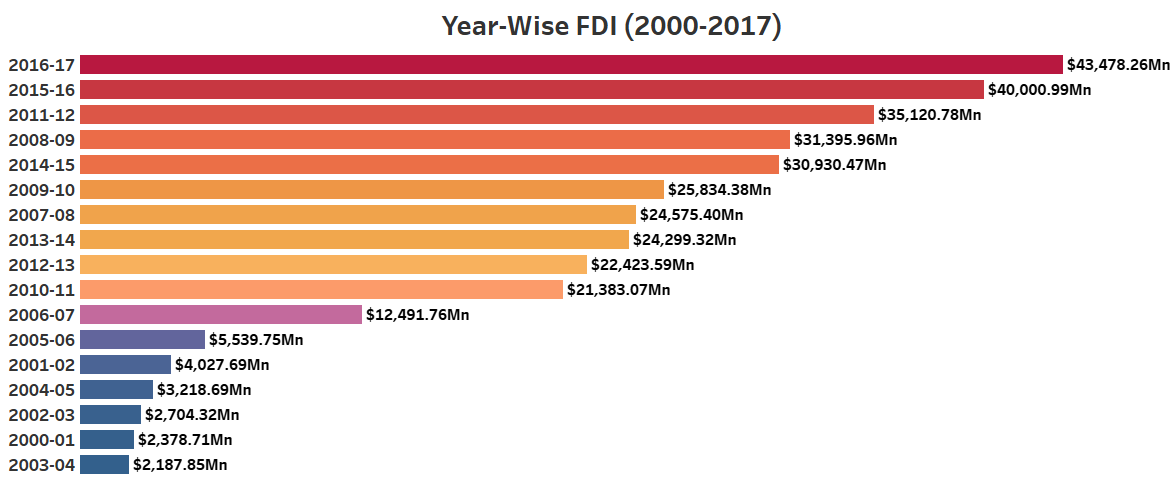 Year-Wise FDI (2000-2017)
2016-17 $43,478.26Mn
2015-16 $40,000.99Mn
2011-12 $35,120.78Mn
2008-09 $31,395.96Mn
2014-15 $30,930.47Mn
2009-10 $25,834.38Mn
2007-08 $24,575.40Mn
2013-14 $24,299.32Mn
2012-13 $22,423.59Mn
2010-11 $21,383.07Mn
2006-07 $12,491.76Mn
2005-06 $5,539.75Mn
2001-02 $4,027.69Mn
2004-05 $3,218.69Mn
2002-03 $2,704.32Mn
2000-01 $2,378.71Mn
2003-04 $2,187.85Mn